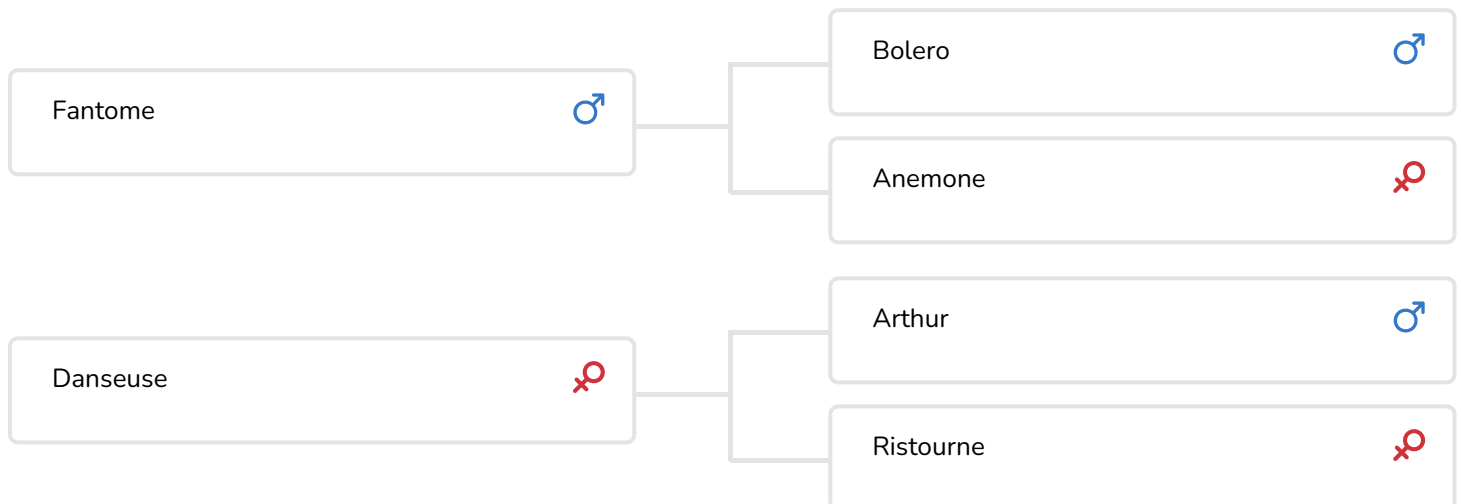 Fantome
Bolero
Anemone
Danseuse
Arthur
Ristourne